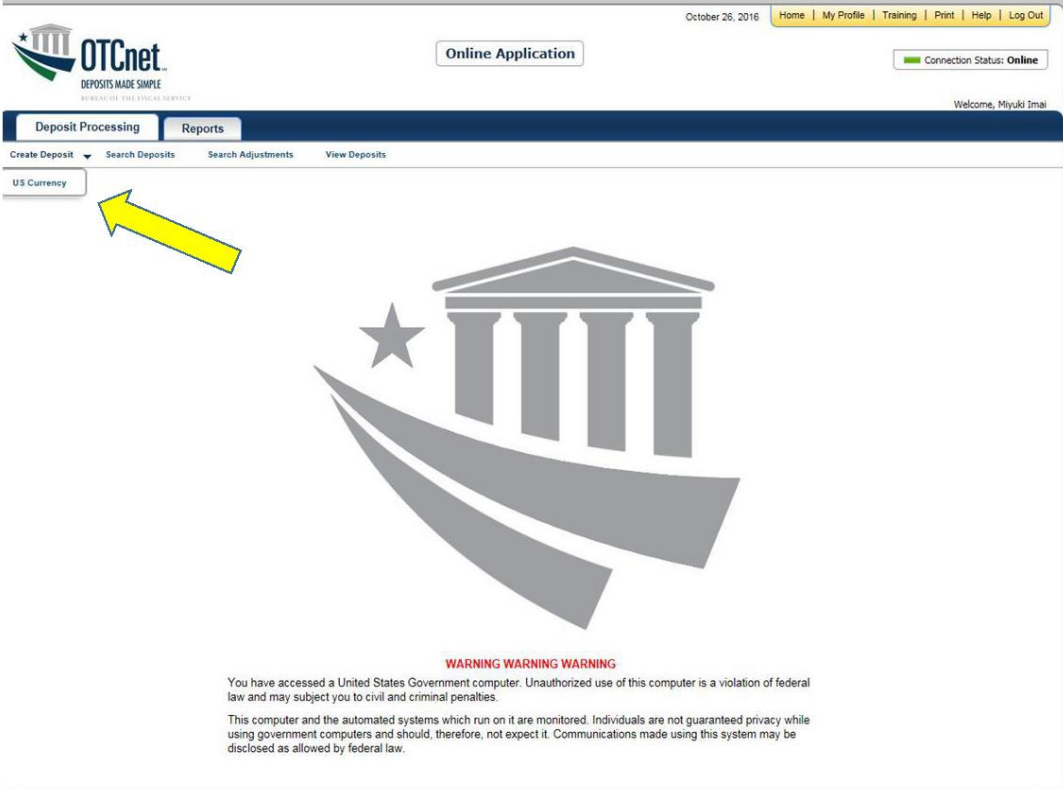 October 26, 2016 Home | My Profile | Training | Print | Help | Log Out
OTCnet
DEPOSITS MADE SIMPLE
BUREAU OF THE FISCAL SERVICE
Online Application
Connection Status: Online
Welcome, Miyuki Imai
Deposit Processing Reports
Create Deposit Search Deposits Search Adjustments View Deposits
US Currency
WARNING WARNING WARNING
You have accessed a United States Government computer. Unauthorized use of this computer is a violation of federal
law and may subject you to civil and criminal penalties.
This computer and the automated systems which run on it are monitored. Individuals are not guaranteed privacy while
using government computers and should, therefore, not expect it. Communications made using this system may be
disclosed as allowed by federal law.